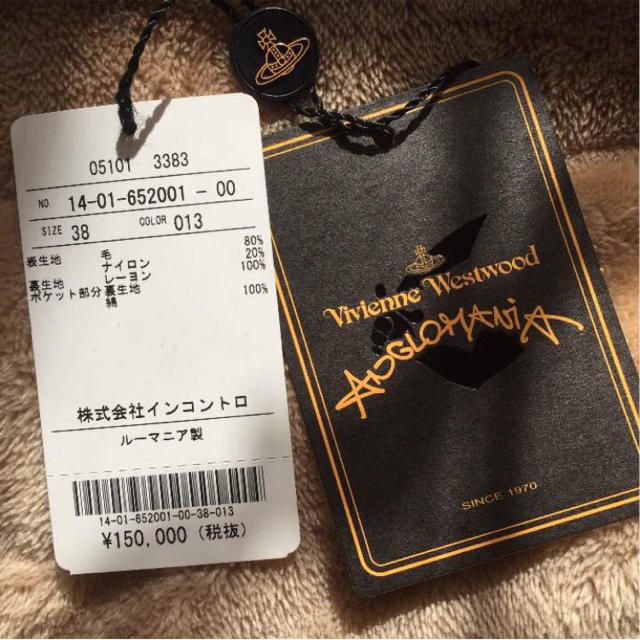 05101 3383
NO. 14-01-652001-00
SIZE 38 COLOR 013
表生地 毛 80%
ナイロン 20%
裏生地 レーヨン 100%
ポケット部分裏生地
綿 100%
株式会社インコントロ
ルーマニア製
14-01-652001-00-38-013
¥150,000 (税抜)
Vivienne Westwood
ANGLOMANIA
SINCE 1970